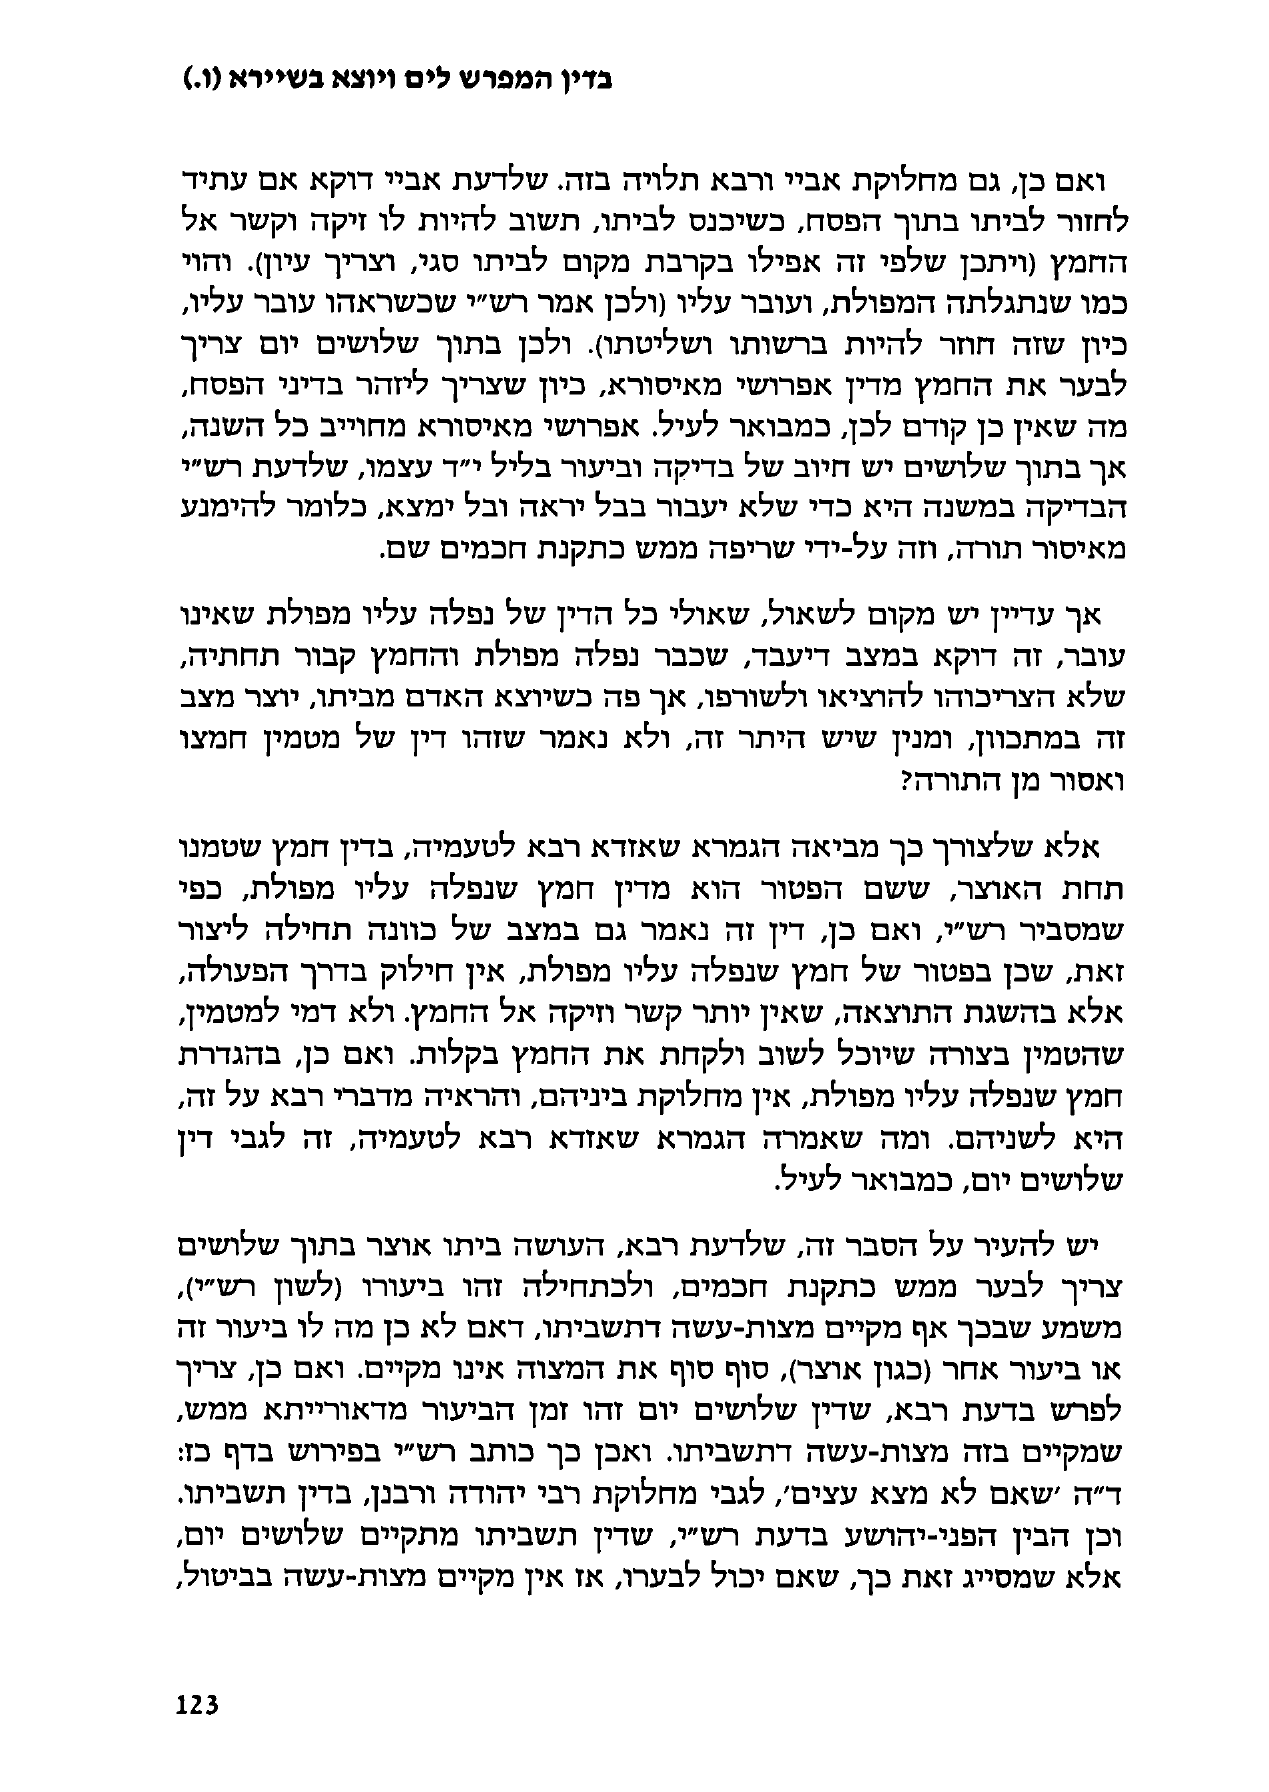 בדין המפרש לים ויוצא בשיירא (ו.)
ואם כן, גם מחלוקת אביי ורבא תלויה בזה. שלדעת אביי דוקא אם עתיד
לחזור לביתו בתוך הפסח, כשיכנס לביתו, תשוב להיות לו זיקה וקשר אל
החמץ (ויתכן שלפי זה אפילו בקרבת מקום לביתו סגי, וצריך עיון). והוי
כמו שנתגלתה המפולת, ועובר עליו (ולכן אמר רש״י שכשראהו עובר עליו,
כיון שזה חוזר להיות ברשותו ושליטתו). ולכן בתוך שלושים יום צריך
לבער את החמץ מדין אפרושי מאיסורא, כיון שצריך ליזהר בדיני הפסח,
מה שאין כן קודם לכן, כמבואר לעיל. אפרושי מאיסורא מחוייב כל השנה,
אך בתוך שלושים יש חיוב של בדיקה וביעור בליל י״ד עצמו, שלדעת רש״י
הבדיקה במשנה היא כדי שלא יעבור בבל יראה ובל ימצא, כלומר להימנע
מאיסור תורה, וזה על-ידי שריפה ממש כתקנת חכמים שם.
אך עדיין יש מקום לשאול, שאולי כל הדין של נפלה עליו מפולת שאינו
עובר, זה דוקא במצב דיעבד, שכבר נפלה מפולת והחמץ קבור תחתיה,
שלא הצריכוהו להוציאו ולשורפו, אך פה כשיוצא האדם מביתו, יוצר מצב
זה במתכוון, ומנין שיש היתר זה, ולא נאמר שזהו דין של מטמין חמצו
ואסור מן התורה?
אלא שלצורך כך מביאה הגמרא שאזדא רבא לטעמיה, בדין חמץ שטמנו
תחת האוצר, ששם הפטור הוא מדין חמץ שנפלה עליו מפולת, כפי
שמסביר רש״י, ואם כן, דין זה נאמר גם במצב של כוונה תחילה ליצור
זאת, שכן בפטור של חמץ שנפלה עליו מפולת, אין חילוק בדרך הפעולה,
אלא בהשגת התוצאה, שאין יותר קשר וזיקה אל החמץ. ולא דמי למטמין,
שהטמין בצורה שיוכל לשוב ולקחת את החמץ בקלות. ואם כן, בהגדרת
חמץ שנפלה עליו מפולת, אין מחלוקת ביניהם, והראיה מדברי רבא על זה,
היא לשניהם. ומה שאמרה הגמרא שאזדא רבא לטעמיה, זה לגבי דין
שלושים יום, כמבואר לעיל.
יש להעיר על הסבר זה, שלדעת רבא, העושה ביתו אוצר בתוך שלושים
צריך לבער ממש כתקנת חכמים, ולכתחילה זהו ביעורו (לשון רש״י),
משמע שבכך אף מקיים מצות-עשה דתשביתו, דאם לא כן מה לו ביעור זה
או ביעור אחר (כגון אוצר), סוף סוף את המצוה אינו מקיים. ואם כן, צריך
לפרש בדעת רבא, שדין שלושים יום זהו זמן הביעור מדאורייתא ממש,
שמקיים בזה מצות-עשה דתשביתו. ואכן כך כותב רש״י בפירוש בדף כז:
ד״ה ׳שאם לא מצא עצים׳, לגבי מחלוקת רבי יהודה ורבנן, בדין תשביתו.
וכן הבין הפני-יהושע בדעת רש״י, שדין תשביתו מתקיים שלושים יום,
אלא שמסייג זאת כך, שאם יכול לבערו, אז אין מקיים מצות-עשה בביטול,
123